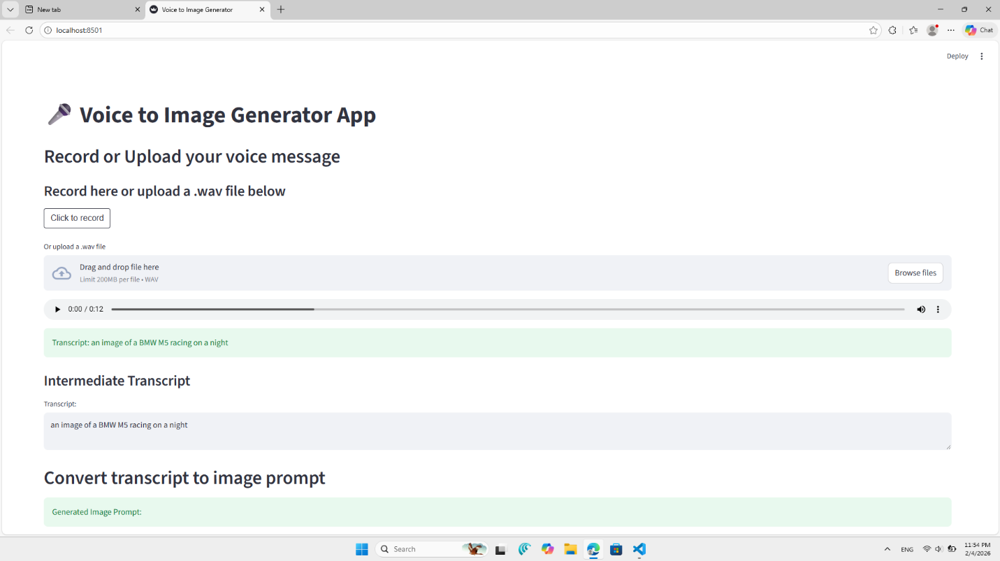 New tab
Voice to Image Generator
localhost:8501
Chat
Deploy
Voice to Image Generator App
Record or Upload your voice message
Record here or upload a .wav file below
Click to record
Or upload a .wav file
Drag and drop file here
Limit 200MB per file • WAV
Browse files
0:00 / 0:12
Transcript: an image of a BMW M5 racing on a night
Intermediate Transcript
Transcript:
an image of a BMW M5 racing on a night
Convert transcript to image prompt
Generated Image Prompt:
Search
ENG
11:54 PM
2/4/2026